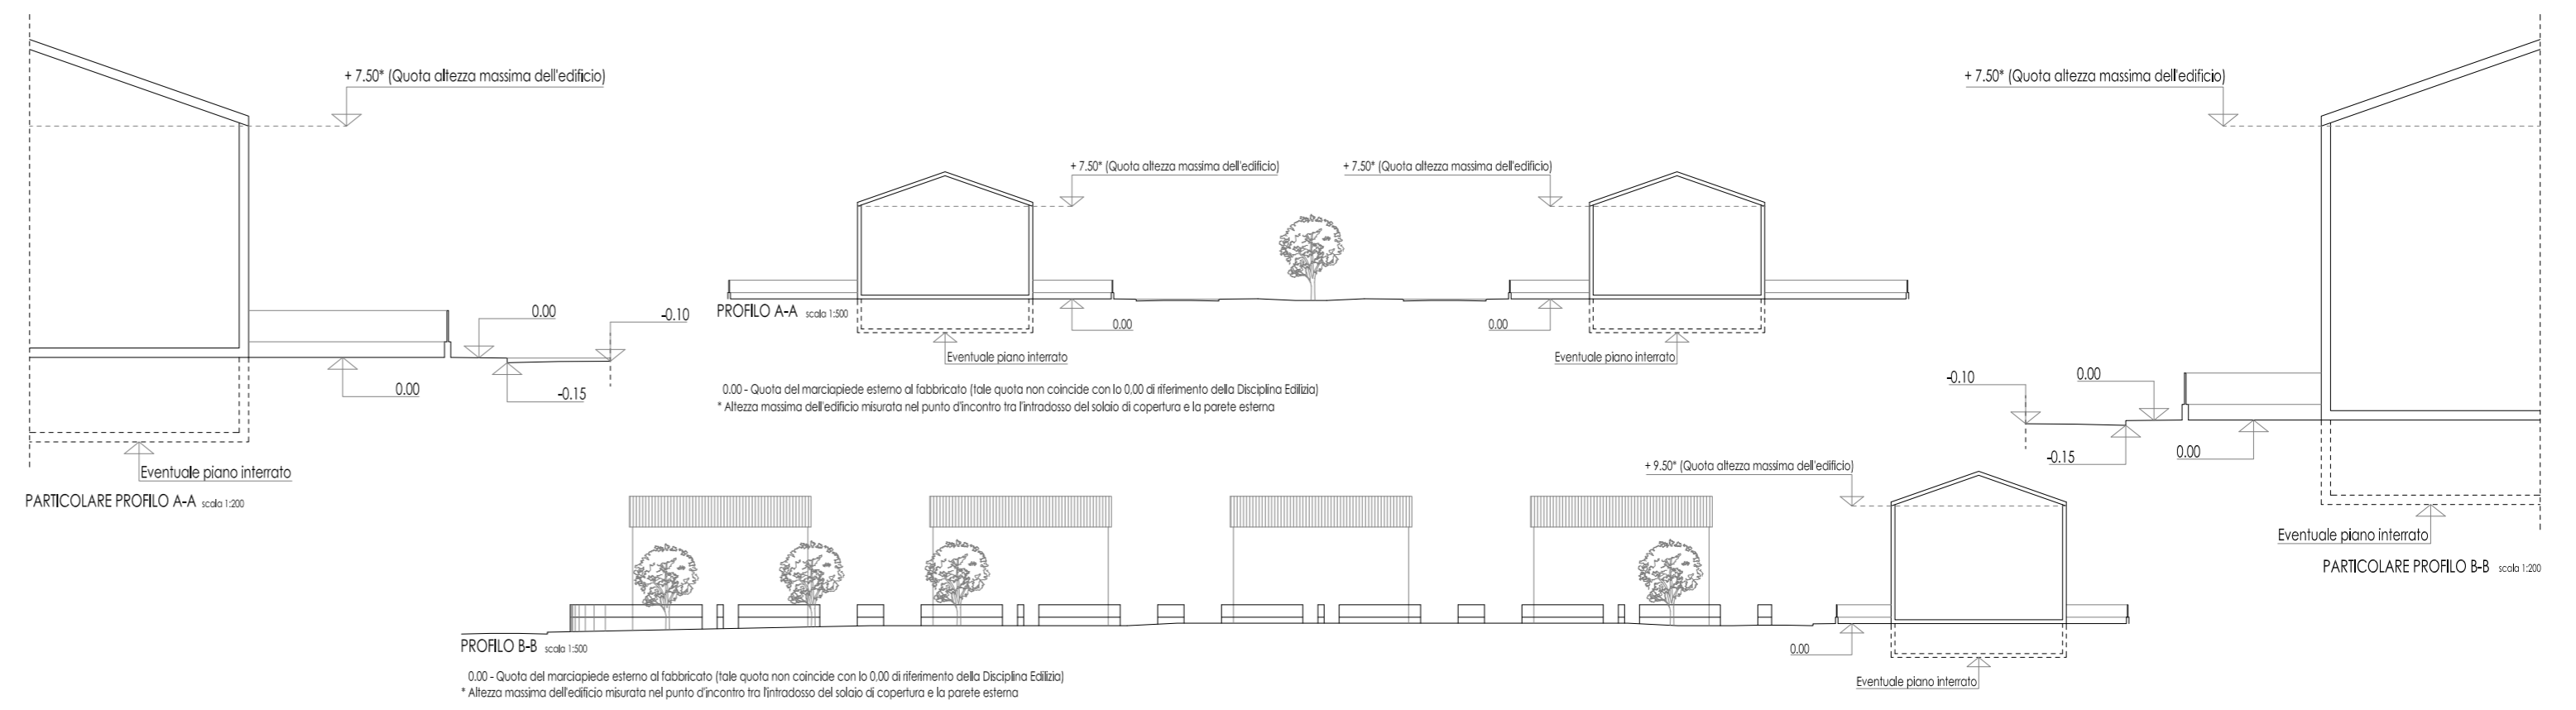 + 7.50* (Quota altezza massima dell'edificio)
0.00
-0.10
0.00
-0.15
Eventuale piano interrato
PARTICOLARE PROFILO A-A scala 1:200
+ 7.50* (Quota altezza massima dell'edificio)
+ 7.50* (Quota altezza massima dell'edificio)
PROFILO A-A scala 1:500
0.00
0.00
Eventuale piano interrato
Eventuale piano interrato
0.00 - Quota del marciapiede esterno al fabbricato (tale quota non coincide con lo 0,00 di riferimento della Disciplina Edilizia)
* Altezza massima dell'edificio misurata nel punto d'incontro tra l'intradosso del solaio di copertura e la parete esterna
+ 7.50* (Quota altezza massima dell'edificio)
-0.10
0.00
-0.15
0.00
Eventuale piano interrato
PARTICOLARE PROFILO B-B scala 1:200
+ 9.50* (Quota altezza massima dell'edificio)
PROFILO B-B scala 1:500
0.00
Eventuale piano interrato
0.00 - Quota del marciapiede esterno al fabbricato (tale quota non coincide con lo 0,00 di riferimento della Disciplina Edilizia)
* Altezza massima dell'edificio misurata nel punto d'incontro tra l'intradosso del solaio di copertura e la parete esterna